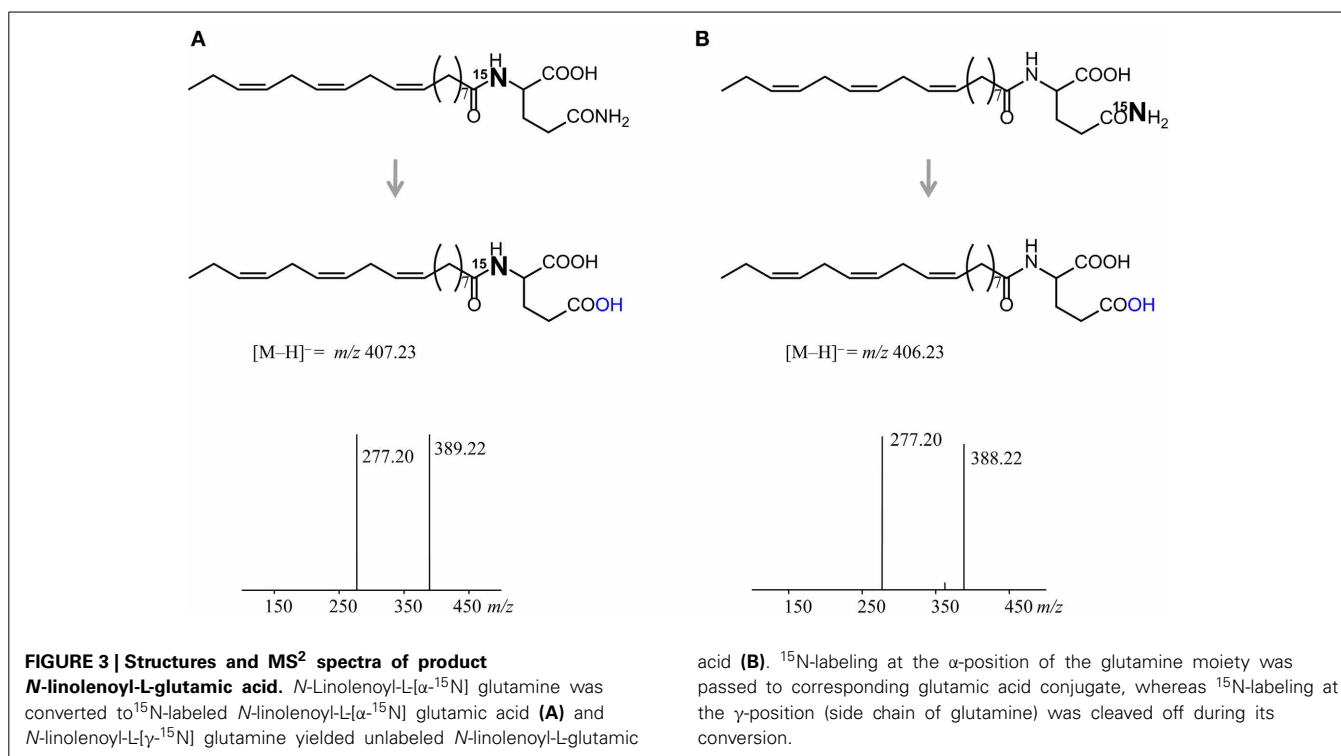 A
B
H
15
N
COOH
7
O
CONH₂
H
N
COOH
7
O
CO¹⁵NH₂
H
15
N
COOH
7
O
COOH
H
N
COOH
7
O
COOH
[M–H]⁻ = m/z 407.23
[M–H]⁻ = m/z 406.23
277.20
389.22
150 250 350 450 m/z
277.20
388.22
150 250 350 450 m/z
FIGURE 3 | Structures and MS² spectra of product
N-linolenoyl-L-glutamic acid. N-Linolenoyl-L-[α-¹⁵N] glutamine was
converted to¹⁵N-labeled N-linolenoyl-L-[α-¹⁵N] glutamic acid (A) and
N-linolenoyl-L-[γ-¹⁵N] glutamine yielded unlabeled N-linolenoyl-L-glutamic
acid (B). ¹⁵N-labeling at the α-position of the glutamine moiety was
passed to corresponding glutamic acid conjugate, whereas ¹⁵N-labeling at
the γ-position (side chain of glutamine) was cleaved off during its
conversion.